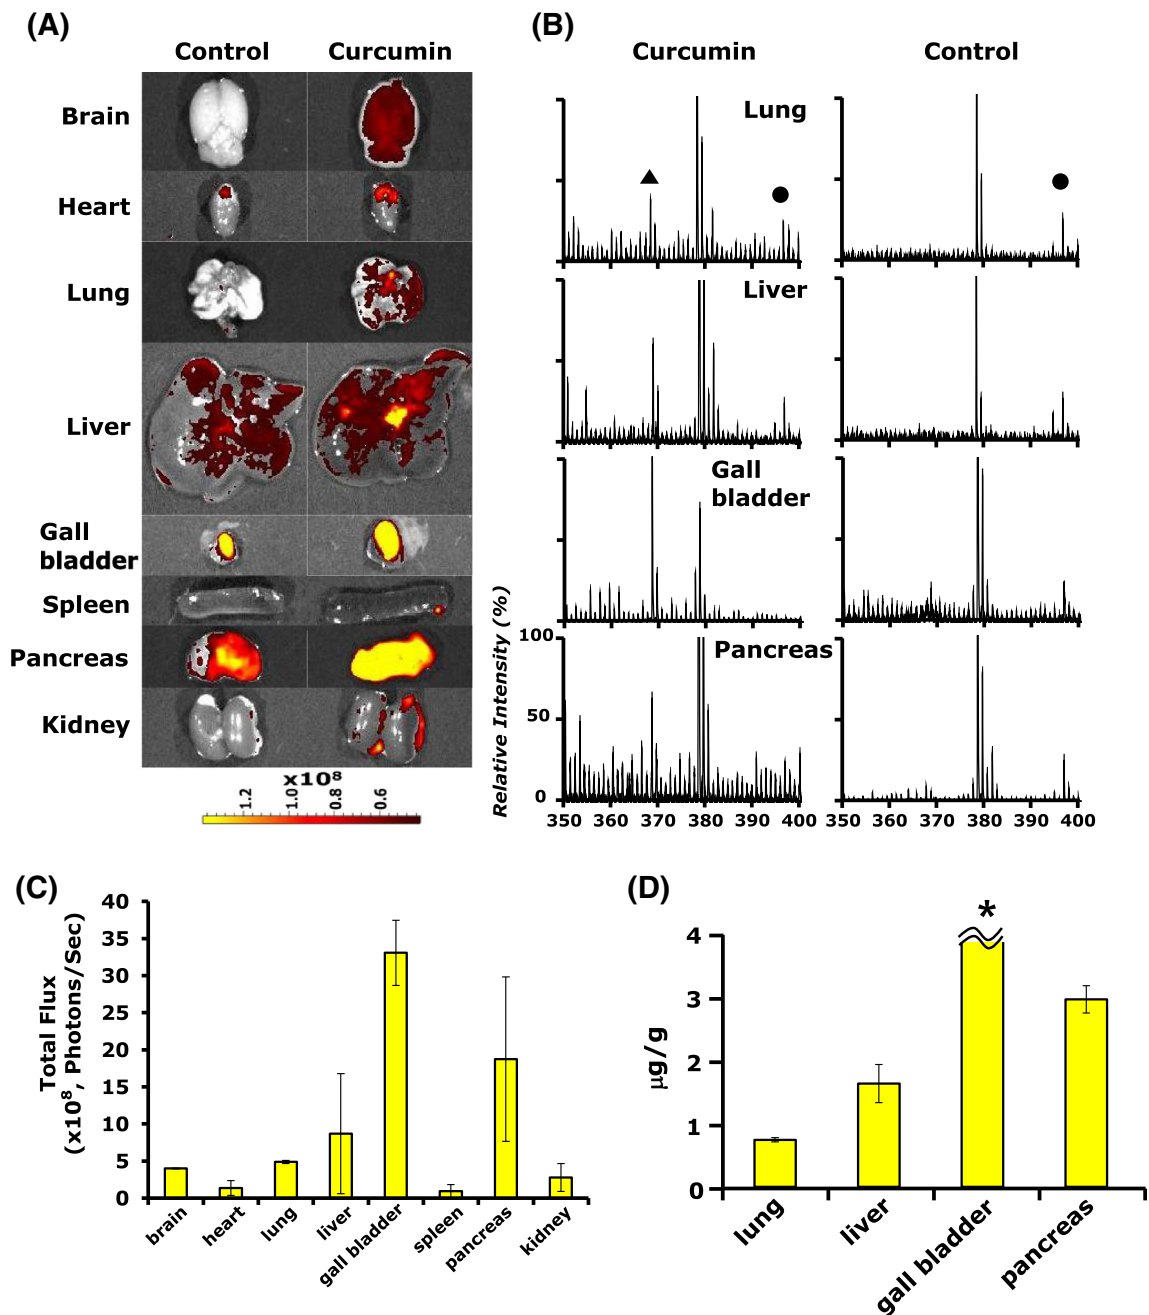 (A)
Control Curcumin
Brain
Heart
Lung
Liver
Gall
bladder
Spleen
Pancreas
Kidney
x10⁸
1.2 1.0 0.8 0.6
(B)
Curcumin Control
Lung
Liver
Gall
bladder
Pancreas
Relative Intensity (%)
100
50
0
350 360 370 380 390 400
350 360 370 380 390 400
(C)
Total Flux
(x10⁸, Photons/Sec)
40
35
30
25
20
15
10
5
0
brain heart lung liver gall bladder spleen pancreas kidney
(D)
µg/g
4
3
2
1
0
*
lung liver gall bladder pancreas